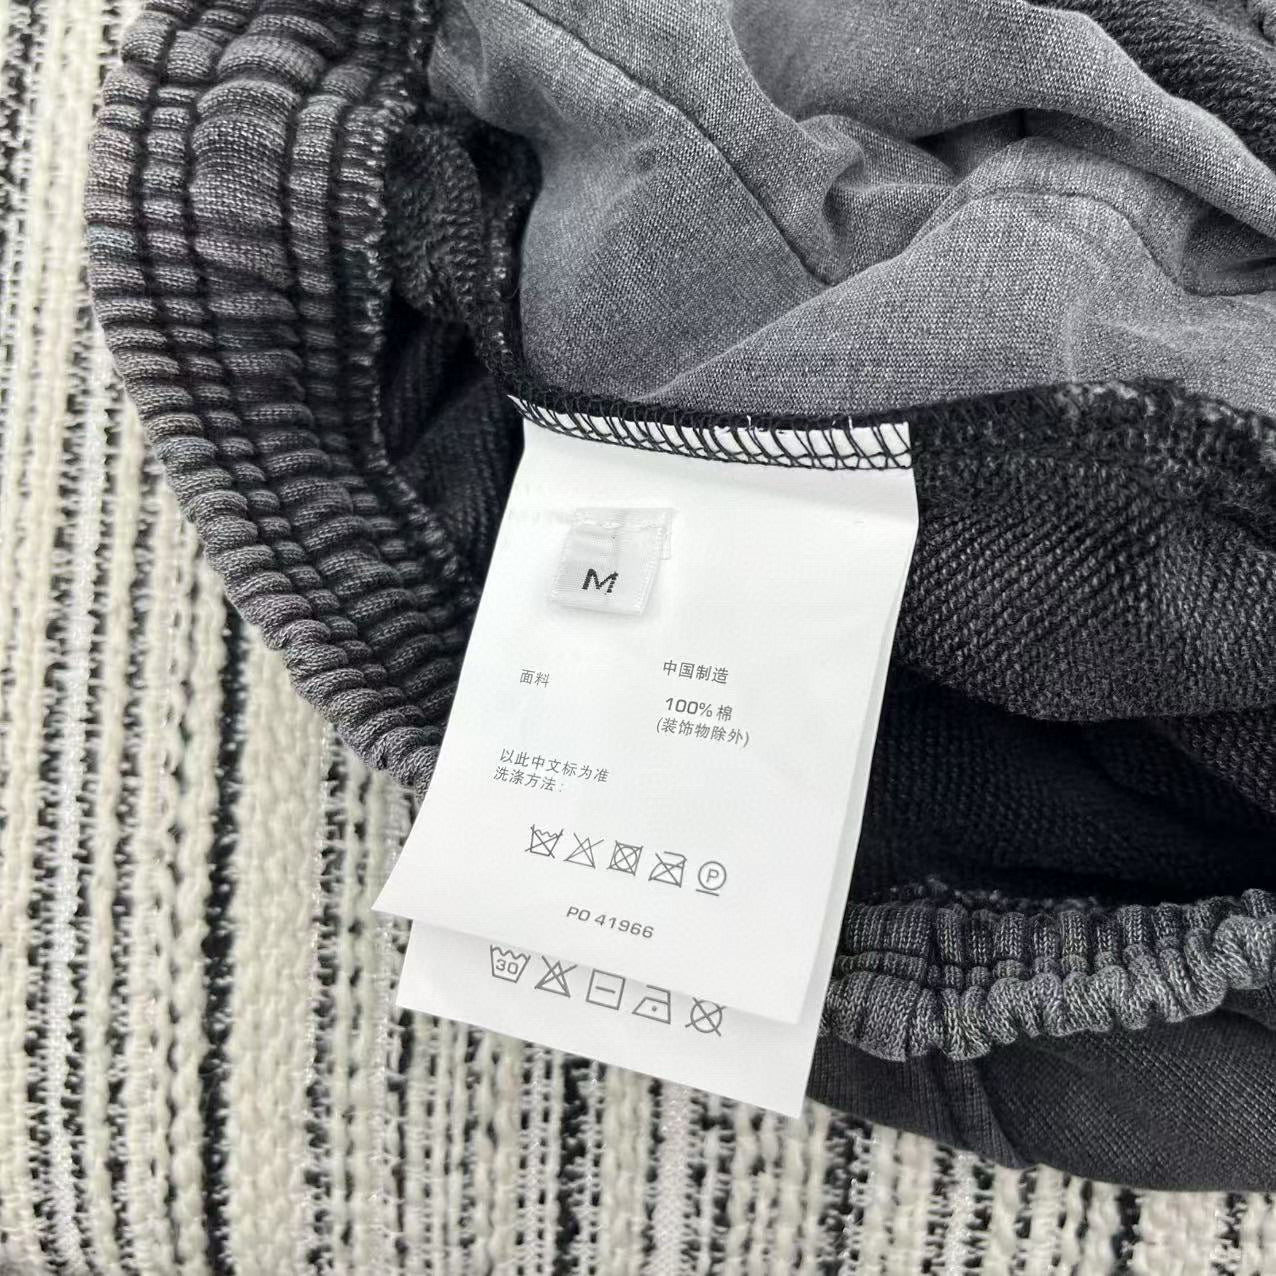 M
中国制造
面料
100% 棉
(装饰物除外)
以此中文标为准
洗涤方法:
P
PO 41966
30